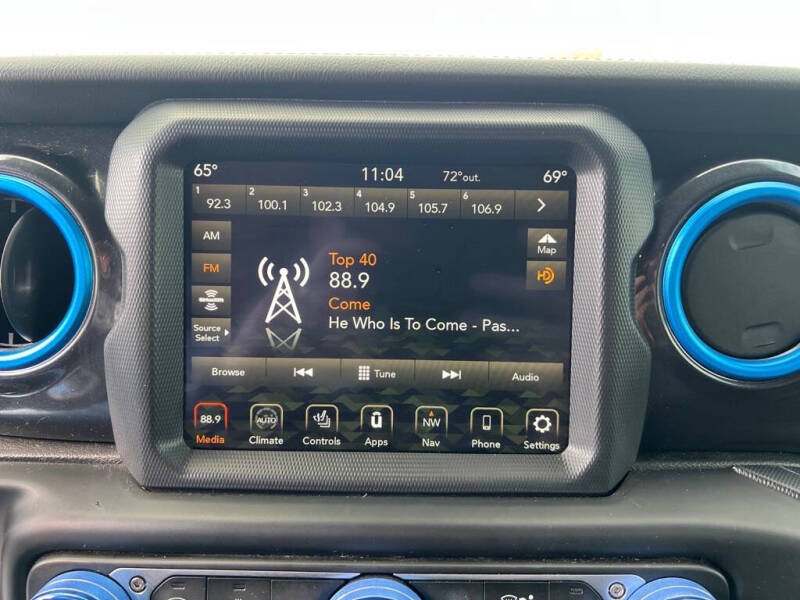 65° 11:04 72°out. 69°
1 92.3 2 100.1 3 102.3 4 104.9 5 105.7 6 106.9
AM
FM
SiriusXM
Source Select
Top 40
88.9
Come
He Who Is To Come - Pas...
Map
HD
Browse Tune Audio
88.9 AUTO NW
Media Climate Controls Apps Nav Phone Settings